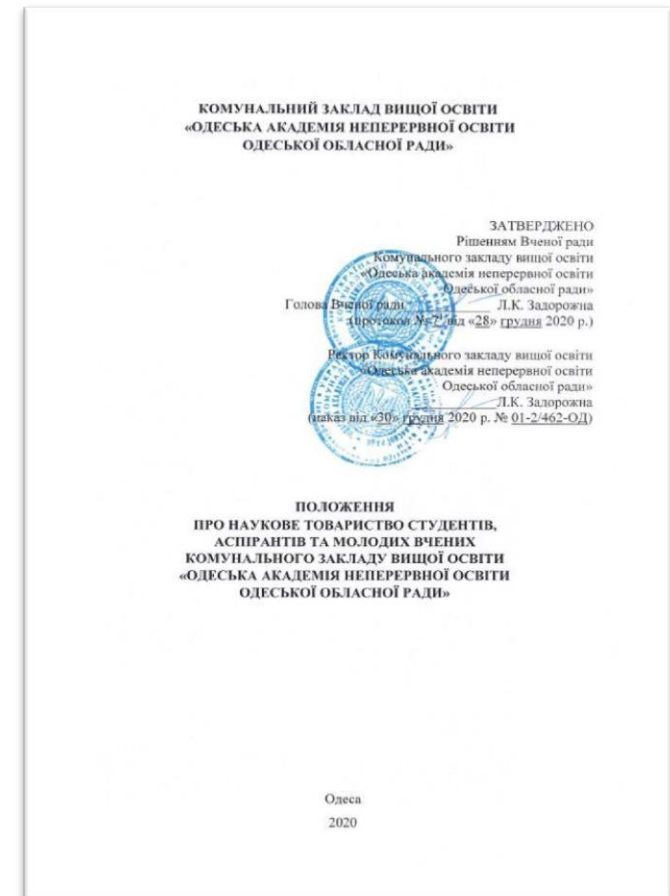 КОМУНАЛЬНИЙ ЗАКЛАД ВИЩОЇ ОСВІТИ
«ОДЕСЬКА АКАДЕМІЯ НЕПЕРЕРВНОЇ ОСВІТИ
ОДЕСЬКОЇ ОБЛАСНОЇ РАДИ»
ЗАТВЕРДЖЕНО
Рішенням Вченої ради
Комунального закладу вищої освіти
«Одеська академія неперервної освіти
Одеської обласної ради»
Голова Вченої ради ____________ Л.К. Задорожна
(протокол № 7 від «28» грудня 2020 р.)
Ректор Комунального закладу вищої освіти
«Одеська академія неперервної освіти
Одеської обласної ради»
____________ Л.К. Задорожна
(наказ від «30» грудня 2020 р. № 01-2/462-ОД)
ПОЛОЖЕННЯ
ПРО НАУКОВЕ ТОВАРИСТВО СТУДЕНТІВ,
АСПІРАНТІВ ТА МОЛОДИХ ВЧЕНИХ
КОМУНАЛЬНОГО ЗАКЛАДУ ВИЩОЇ ОСВІТИ
«ОДЕСЬКА АКАДЕМІЯ НЕПЕРЕРВНОЇ ОСВІТИ
ОДЕСЬКОЇ ОБЛАСНОЇ РАДИ»
Одеса
2020